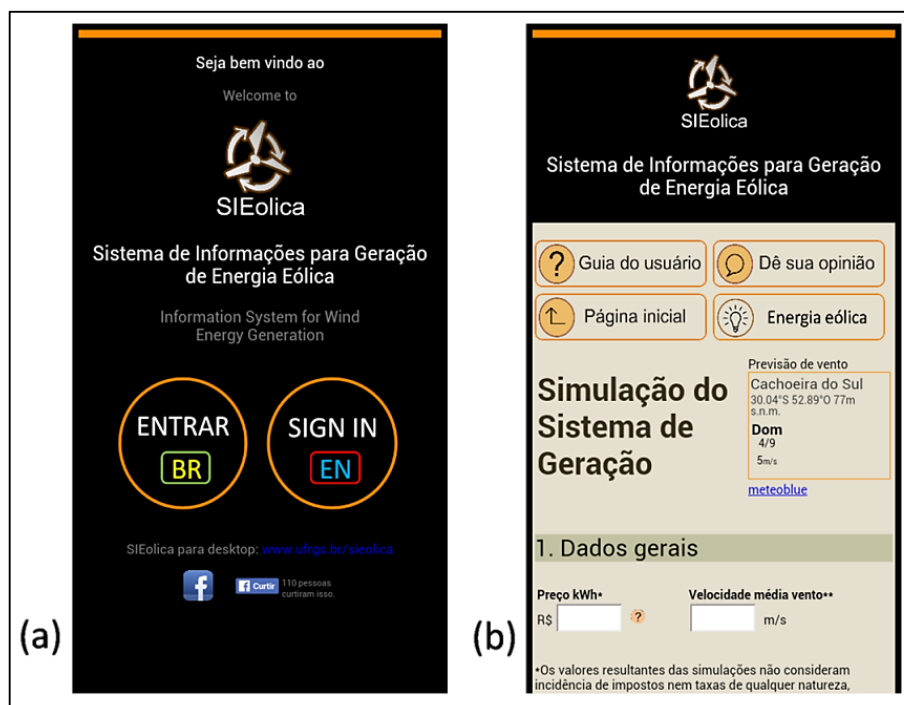 Seja bem vindo ao
Welcome to
SIEolica
Sistema de Informações para Geração
de Energia Eólica
Information System for Wind
Energy Generation
ENTRAR
BR
SIGN IN
EN
SIEolica para desktop: www.ufrgs.br/sieolica
f
f Curtir
110 pessoas
curtiram isso.
(a)
SIEolica
Sistema de Informações para Geração
de Energia Eólica
? Guia do usuário
Dê sua opinião
Página inicial
Energia eólica
Simulação do
Sistema de
Geração
Previsão de vento
Cachoeira do Sul
30.04°S 52.89°O 77m
s.n.m.
Dom
4/9
5m/s
meteoblue
1. Dados gerais
Preço kWh*
R$ ?
Velocidade média vento**
m/s
*Os valores resultantes das simulações não consideram
incidência de impostos nem taxas de qualquer natureza,
(b)